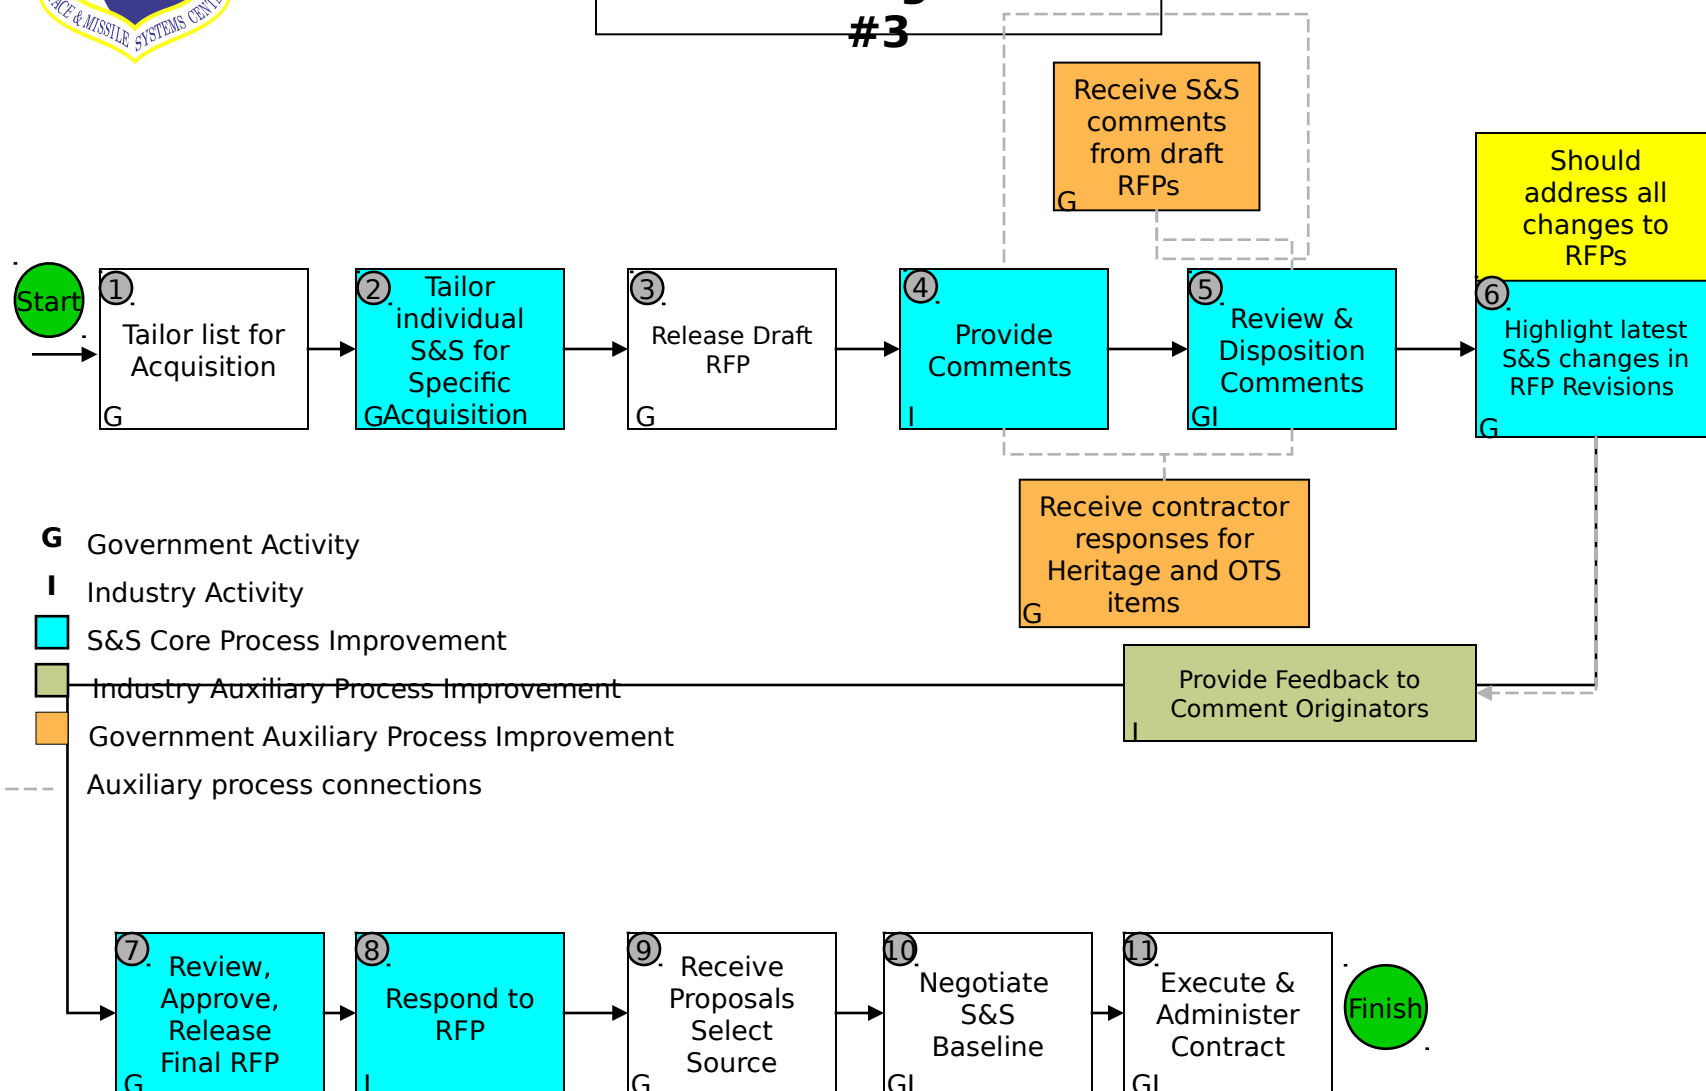 ACE & MISSILE SYSTEMS CENT
#3
Receive S&S
comments
from draft
RFPs
G
Should
address all
changes to
RFPs
Start
1
Tailor list for
Acquisition
G
2
Tailor
individual
S&S for
Specific
Acquisition
G
3
Release Draft
RFP
G
4
Provide
Comments
I
5
Review &
Disposition
Comments
GI
6
Highlight latest
S&S changes in
RFP Revisions
G
Receive contractor
responses for
Heritage and OTS
items
G
G Government Activity
I Industry Activity
S&S Core Process Improvement
Industry Auxiliary Process Improvement
Government Auxiliary Process Improvement
Auxiliary process connections
Provide Feedback to
Comment Originators
I
7
Review,
Approve,
Release
Final RFP
G
8
Respond to
RFP
I
9
Receive
Proposals
Select
Source
G
10
Negotiate
S&S
Baseline
GI
11
Execute &
Administer
Contract
GI
Finish